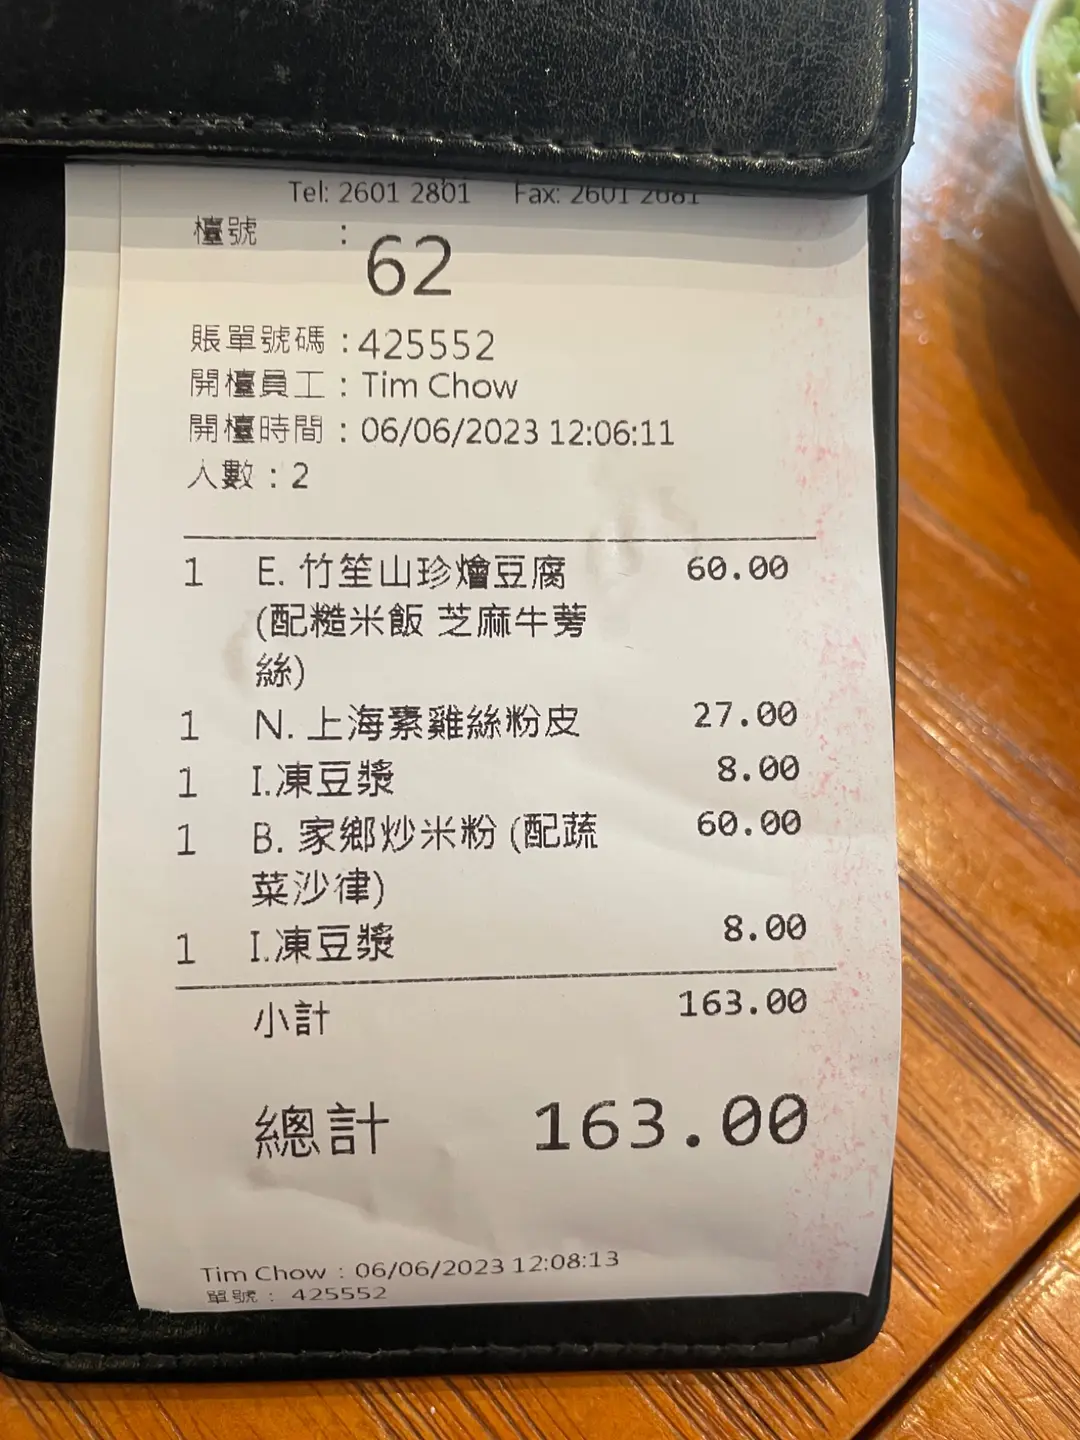 Tel: 2601 2801 Fax: 2601 2681
檯號 : 62
賬單號碼 : 425552
開檯員工 : Tim Chow
開檯時間 : 06/06/2023 12:06:11
人數 : 2
1 E. 竹笙山珍燴豆腐 60.00
(配糙米飯 芝麻牛蒡
絲)
1 N. 上海素雞絲粉皮 27.00
1 I.凍豆漿 8.00
1 B. 家鄉炒米粉 (配蔬 60.00
菜沙律)
1 I.凍豆漿 8.00
小計 163.00
總計 163.00
Tim Chow : 06/06/2023 12:08:13
單號 : 425552